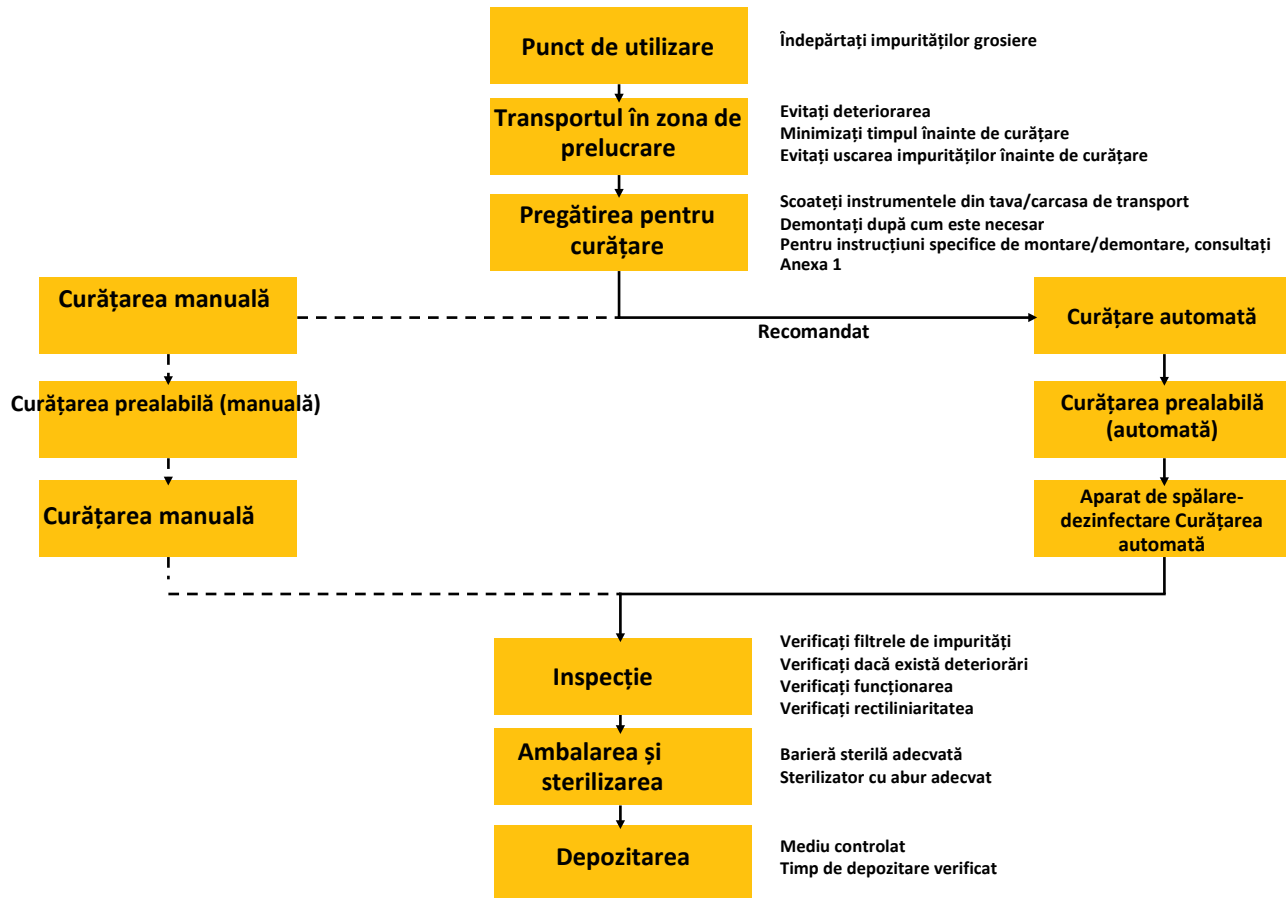 Punct de utilizare
Îndepărtați impurităților grosiere
Transportul în zona de
prelucrare
Evitați deteriorarea
Minimizați timpul înainte de curățare
Evitați uscarea impurităților înainte de curățare
Pregătirea pentru
curățare
Scoateți instrumentele din tava/carcasa de transport
Demontați după cum este necesar
Pentru instrucțiuni specifice de montare/demontare, consultați
Anexa 1
Curățarea manuală
Recomandat
Curățare automată
Curățarea prealabilă (manuală)
Curățarea prealabilă
(automată)
Curățarea manuală
Aparat de spălare-
dezinfectare Curățarea
automată
Inspecție
Verificați filtrele de impurități
Verificați dacă există deteriorări
Verificați funcționarea
Verificați rectiliniaritatea
Ambalarea și
sterilizarea
Barieră sterilă adecvată
Sterilizator cu abur adecvat
Depozitarea
Mediu controlat
Timp de depozitare verificat